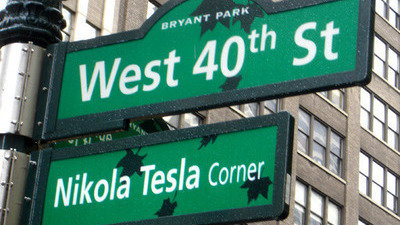 BRYANT PARK
West 40th St
Nikola Tesla Corner